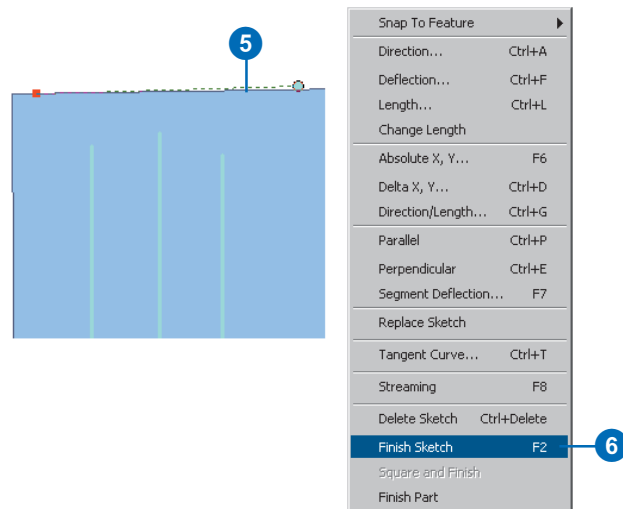 5
Snap To Feature
Direction... Ctrl+A
Deflection... Ctrl+F
Length... Ctrl+L
Change Length
Absolute X, Y... F6
Delta X, Y... Ctrl+D
Direction/Length... Ctrl+G
Parallel Ctrl+P
Perpendicular Ctrl+E
Segment Deflection... F7
Replace Sketch
Tangent Curve... Ctrl+T
Streaming F8
Delete Sketch Ctrl+Delete
Finish Sketch F2
6
Square and Finish
Finish Part